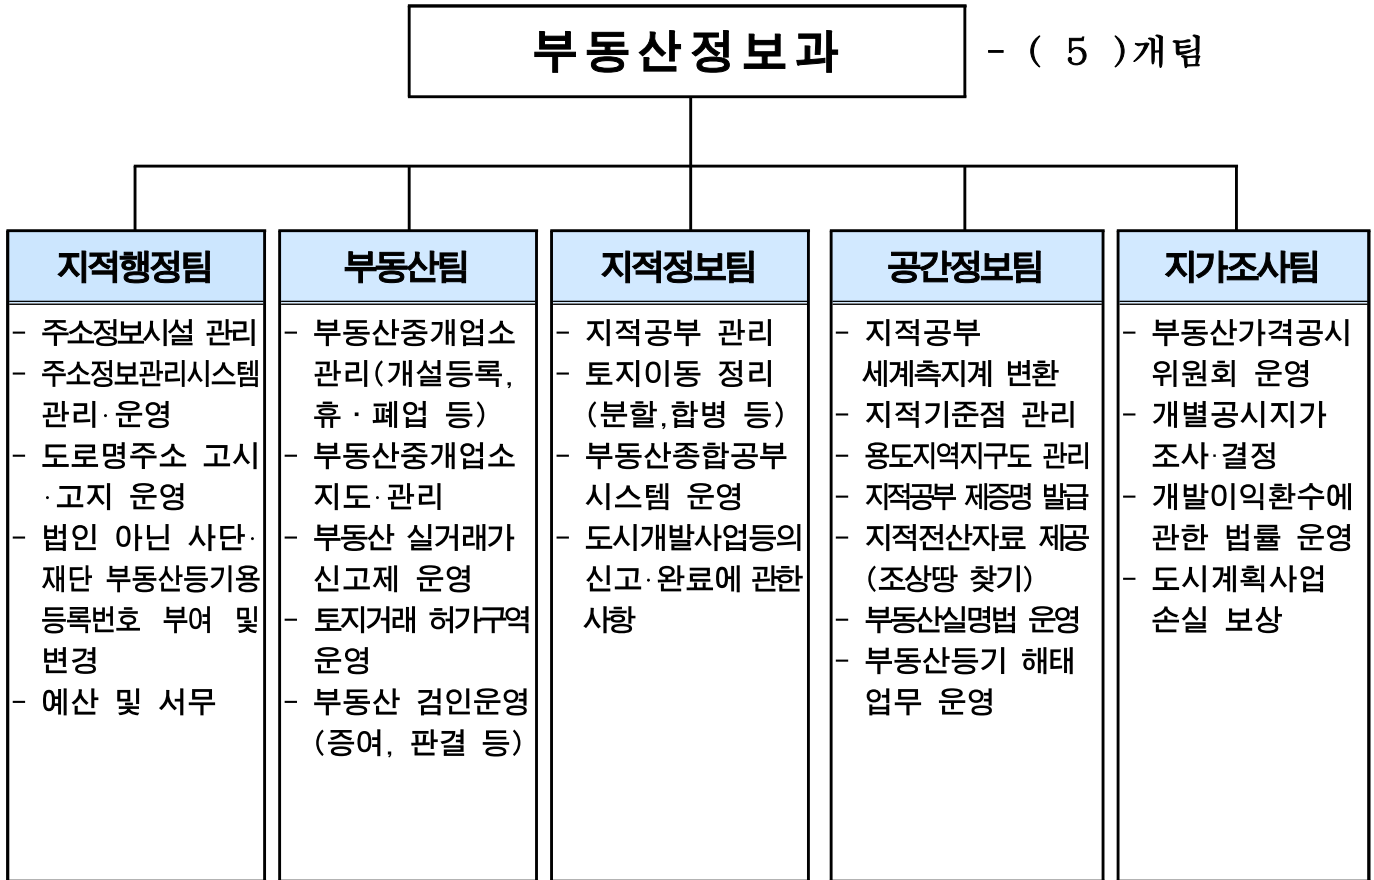 부동산정보과
- ( 5 )개팀
지적행정팀
- 주소정보시설 관리
- 주소정보관리시스템
관리·운영
- 도로명주소 고시
·고지 운영
- 법인 아닌 사단·
재단 부동산등기용
등록번호 부여 및
변경
- 예산 및 서무
부동산팀
- 부동산중개업소
관리(개설등록,
휴·폐업 등)
- 부동산중개업소
지도·관리
- 부동산 실거래가
신고제 운영
- 토지거래 허가구역
운영
- 부동산 검인운영
(증여, 판결 등)
지적정보팀
- 지적공부 관리
- 토지이동 정리
(분할,합병 등)
- 부동산종합공부
시스템 운영
- 도시개발사업등의
신고·완료에 관한
사항
공간정보팀
- 지적공부
세계측지계 변환
- 지적기준점 관리
- 용도지역지구도 관리
- 지적공부 제증명 발급
- 지적전산자료 제공
(조상땅 찾기)
- 부동산실명법 운영
- 부동산등기 해태
업무 운영
지가조사팀
- 부동산가격공시
위원회 운영
- 개별공시지가
조사·결정
- 개발이익환수에
관한 법률 운영
- 도시계획사업
손실 보상